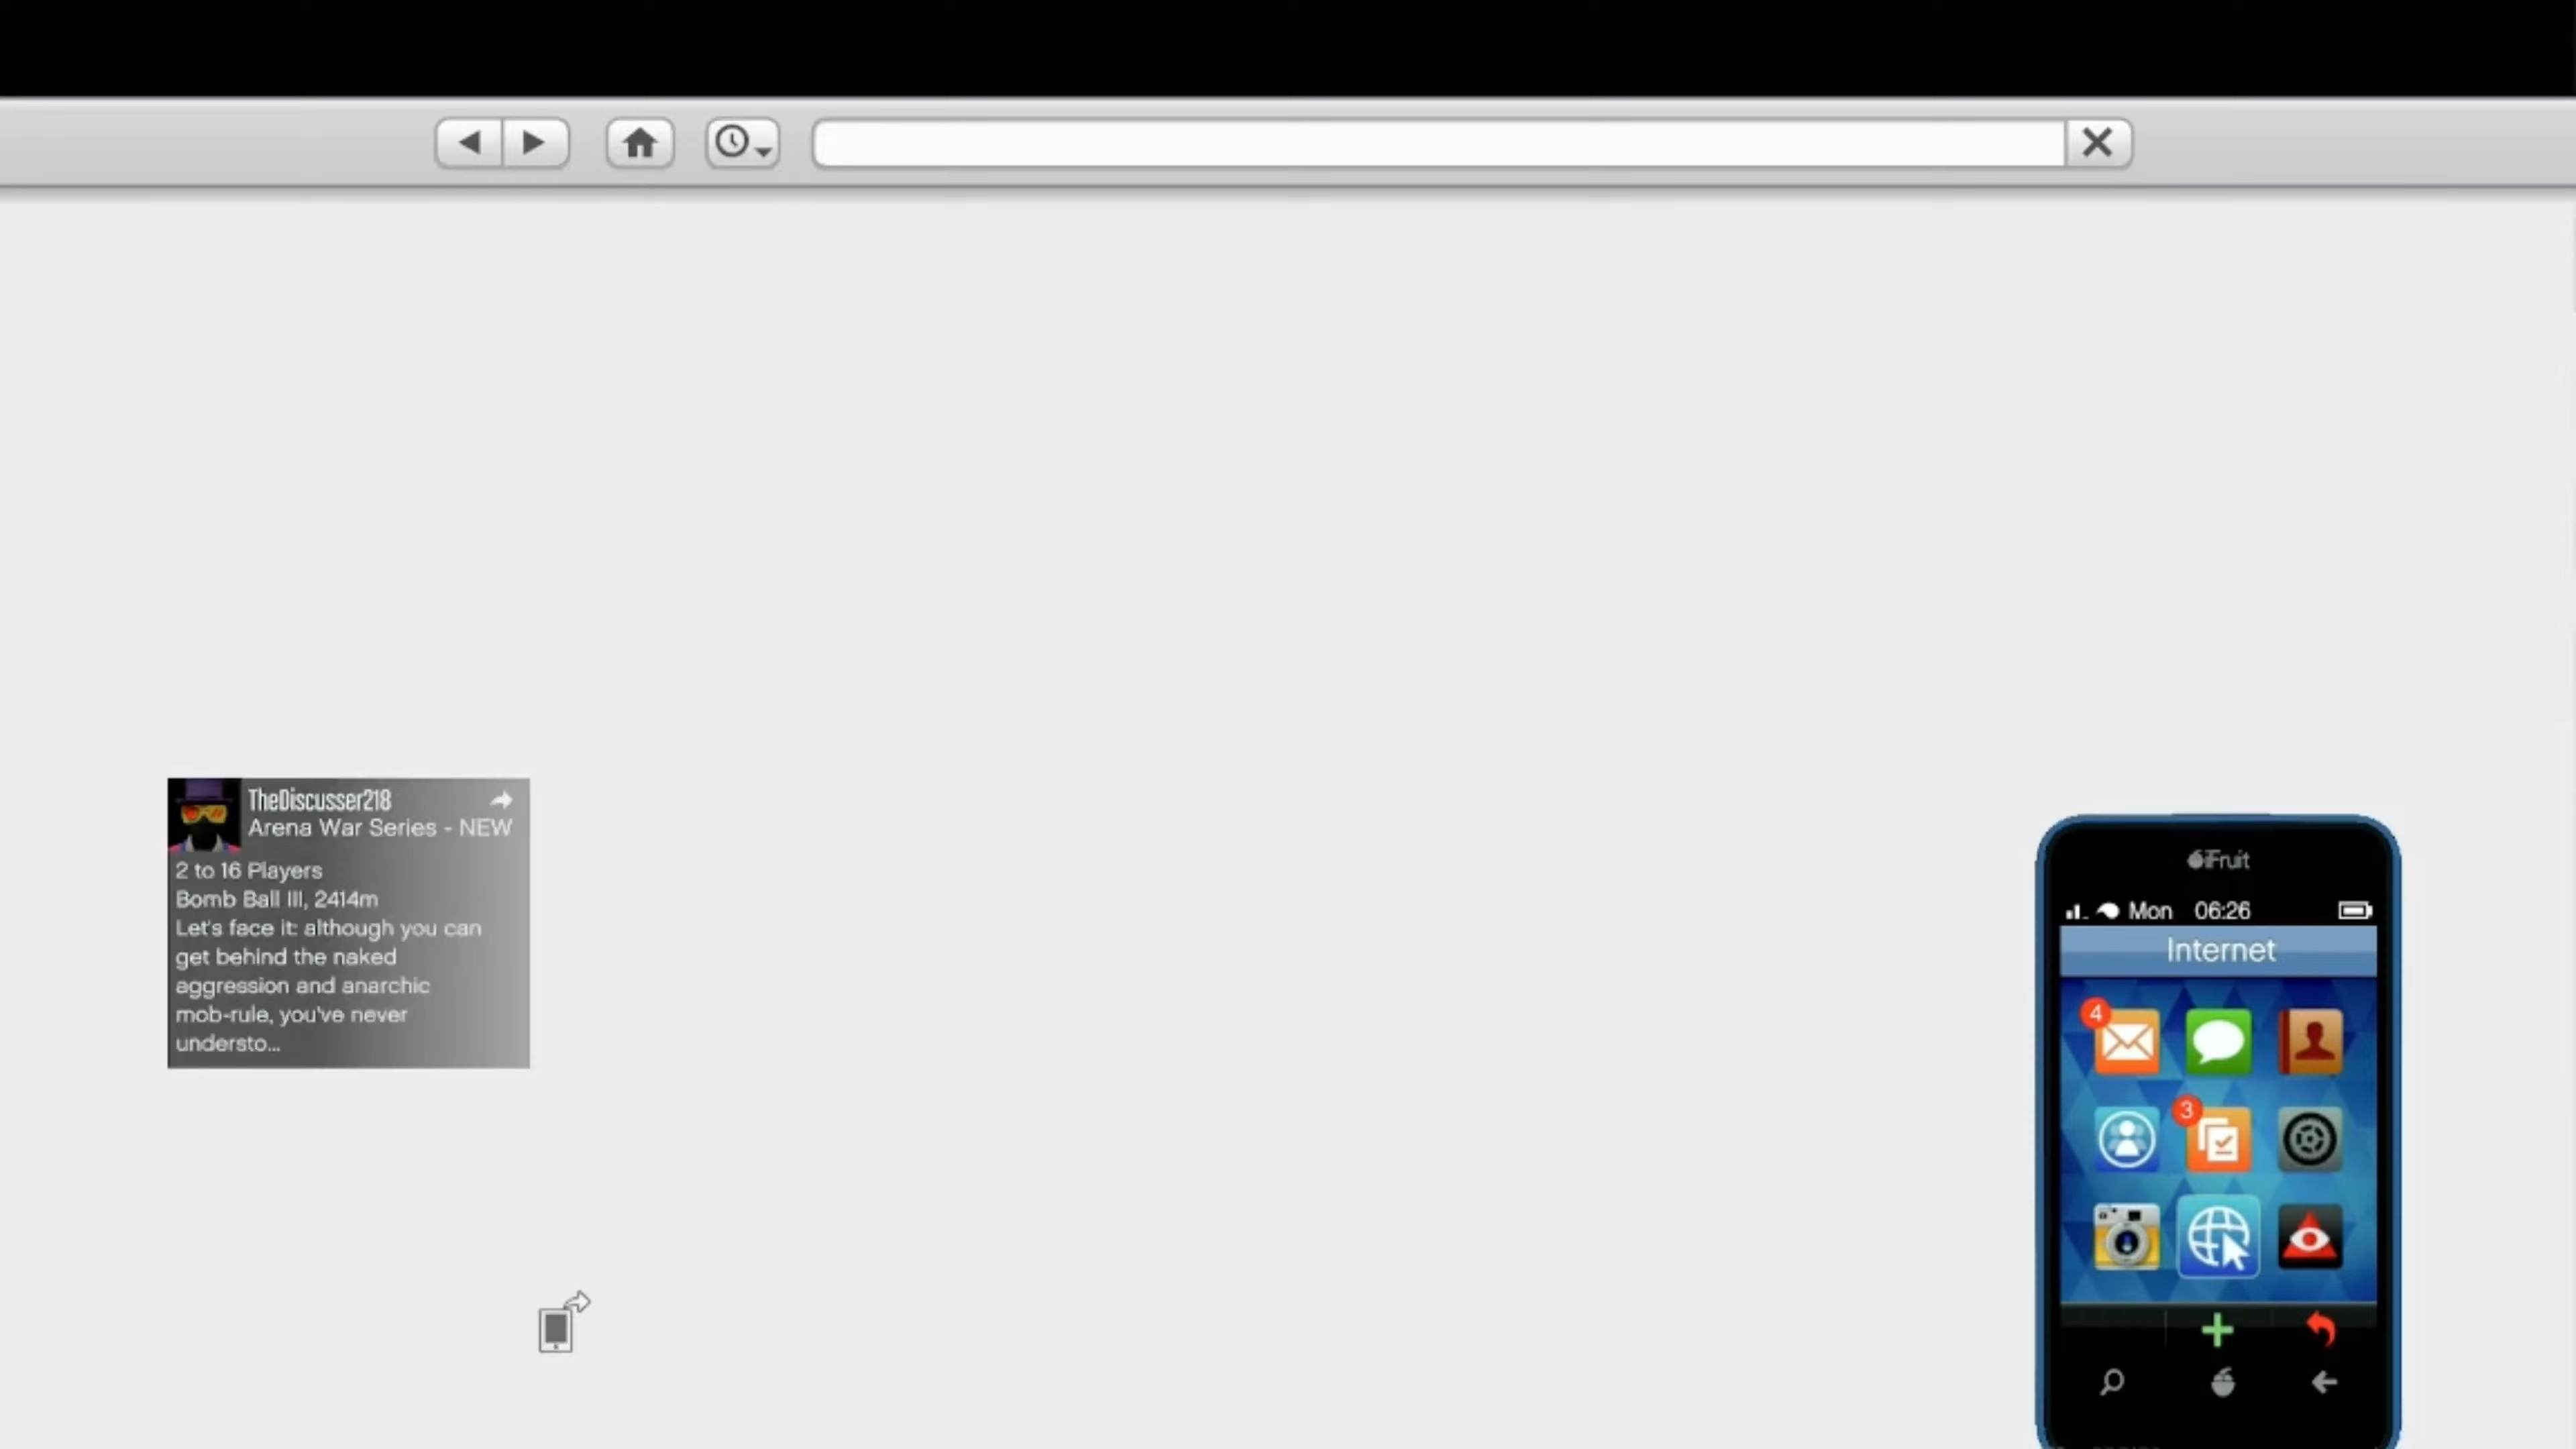 TheDiscusser218
Arena War Series - NEW
2 to 16 Players
Bomb Ball III, 2414m
Let's face it: although you can
get behind the naked
aggression and anarchic
mob-rule, you've never
understo...
iFruit
Mon 06:26
Internet
4
3